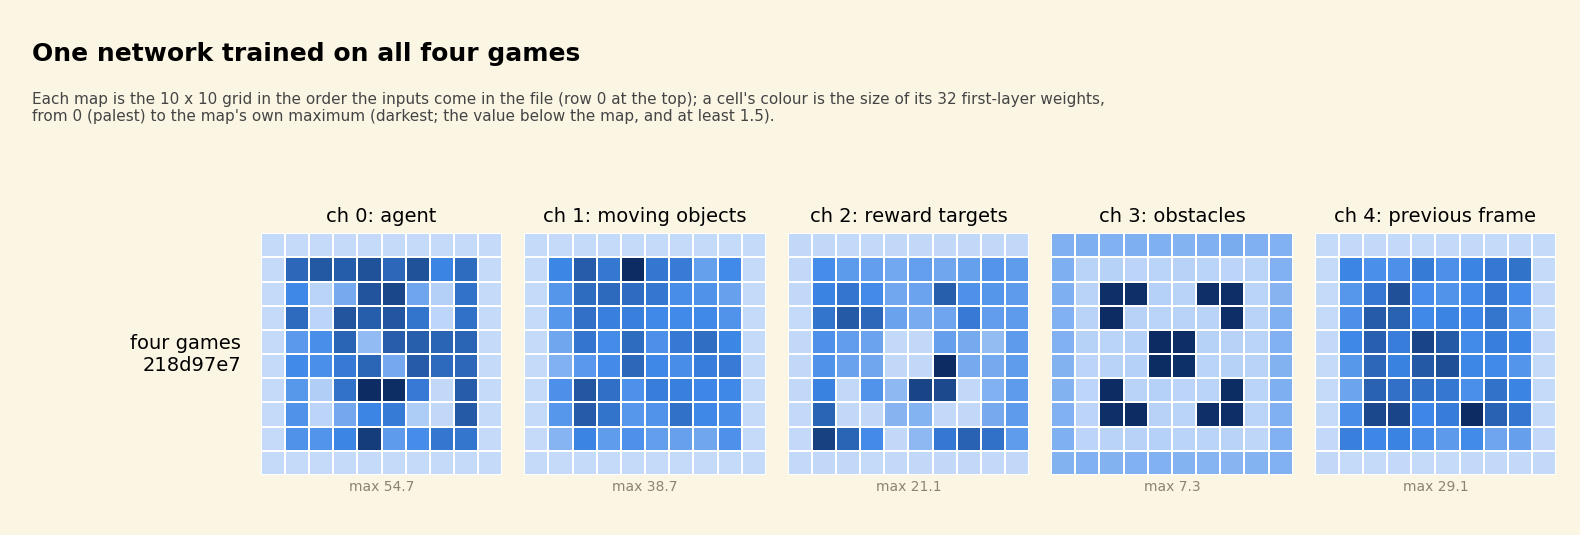 One network trained on all four games
Each map is the 10 x 10 grid in the order the inputs come in the file (row 0 at the top); a cell's colour is the size of its 32 first-layer weights,
from 0 (palest) to the map's own maximum (darkest; the value below the map, and at least 1.5).
ch 0: agent
ch 1: moving objects
ch 2: reward targets
ch 3: obstacles
ch 4: previous frame
four games
218d97e7
max 54.7
max 38.7
max 21.1
max 7.3
max 29.1